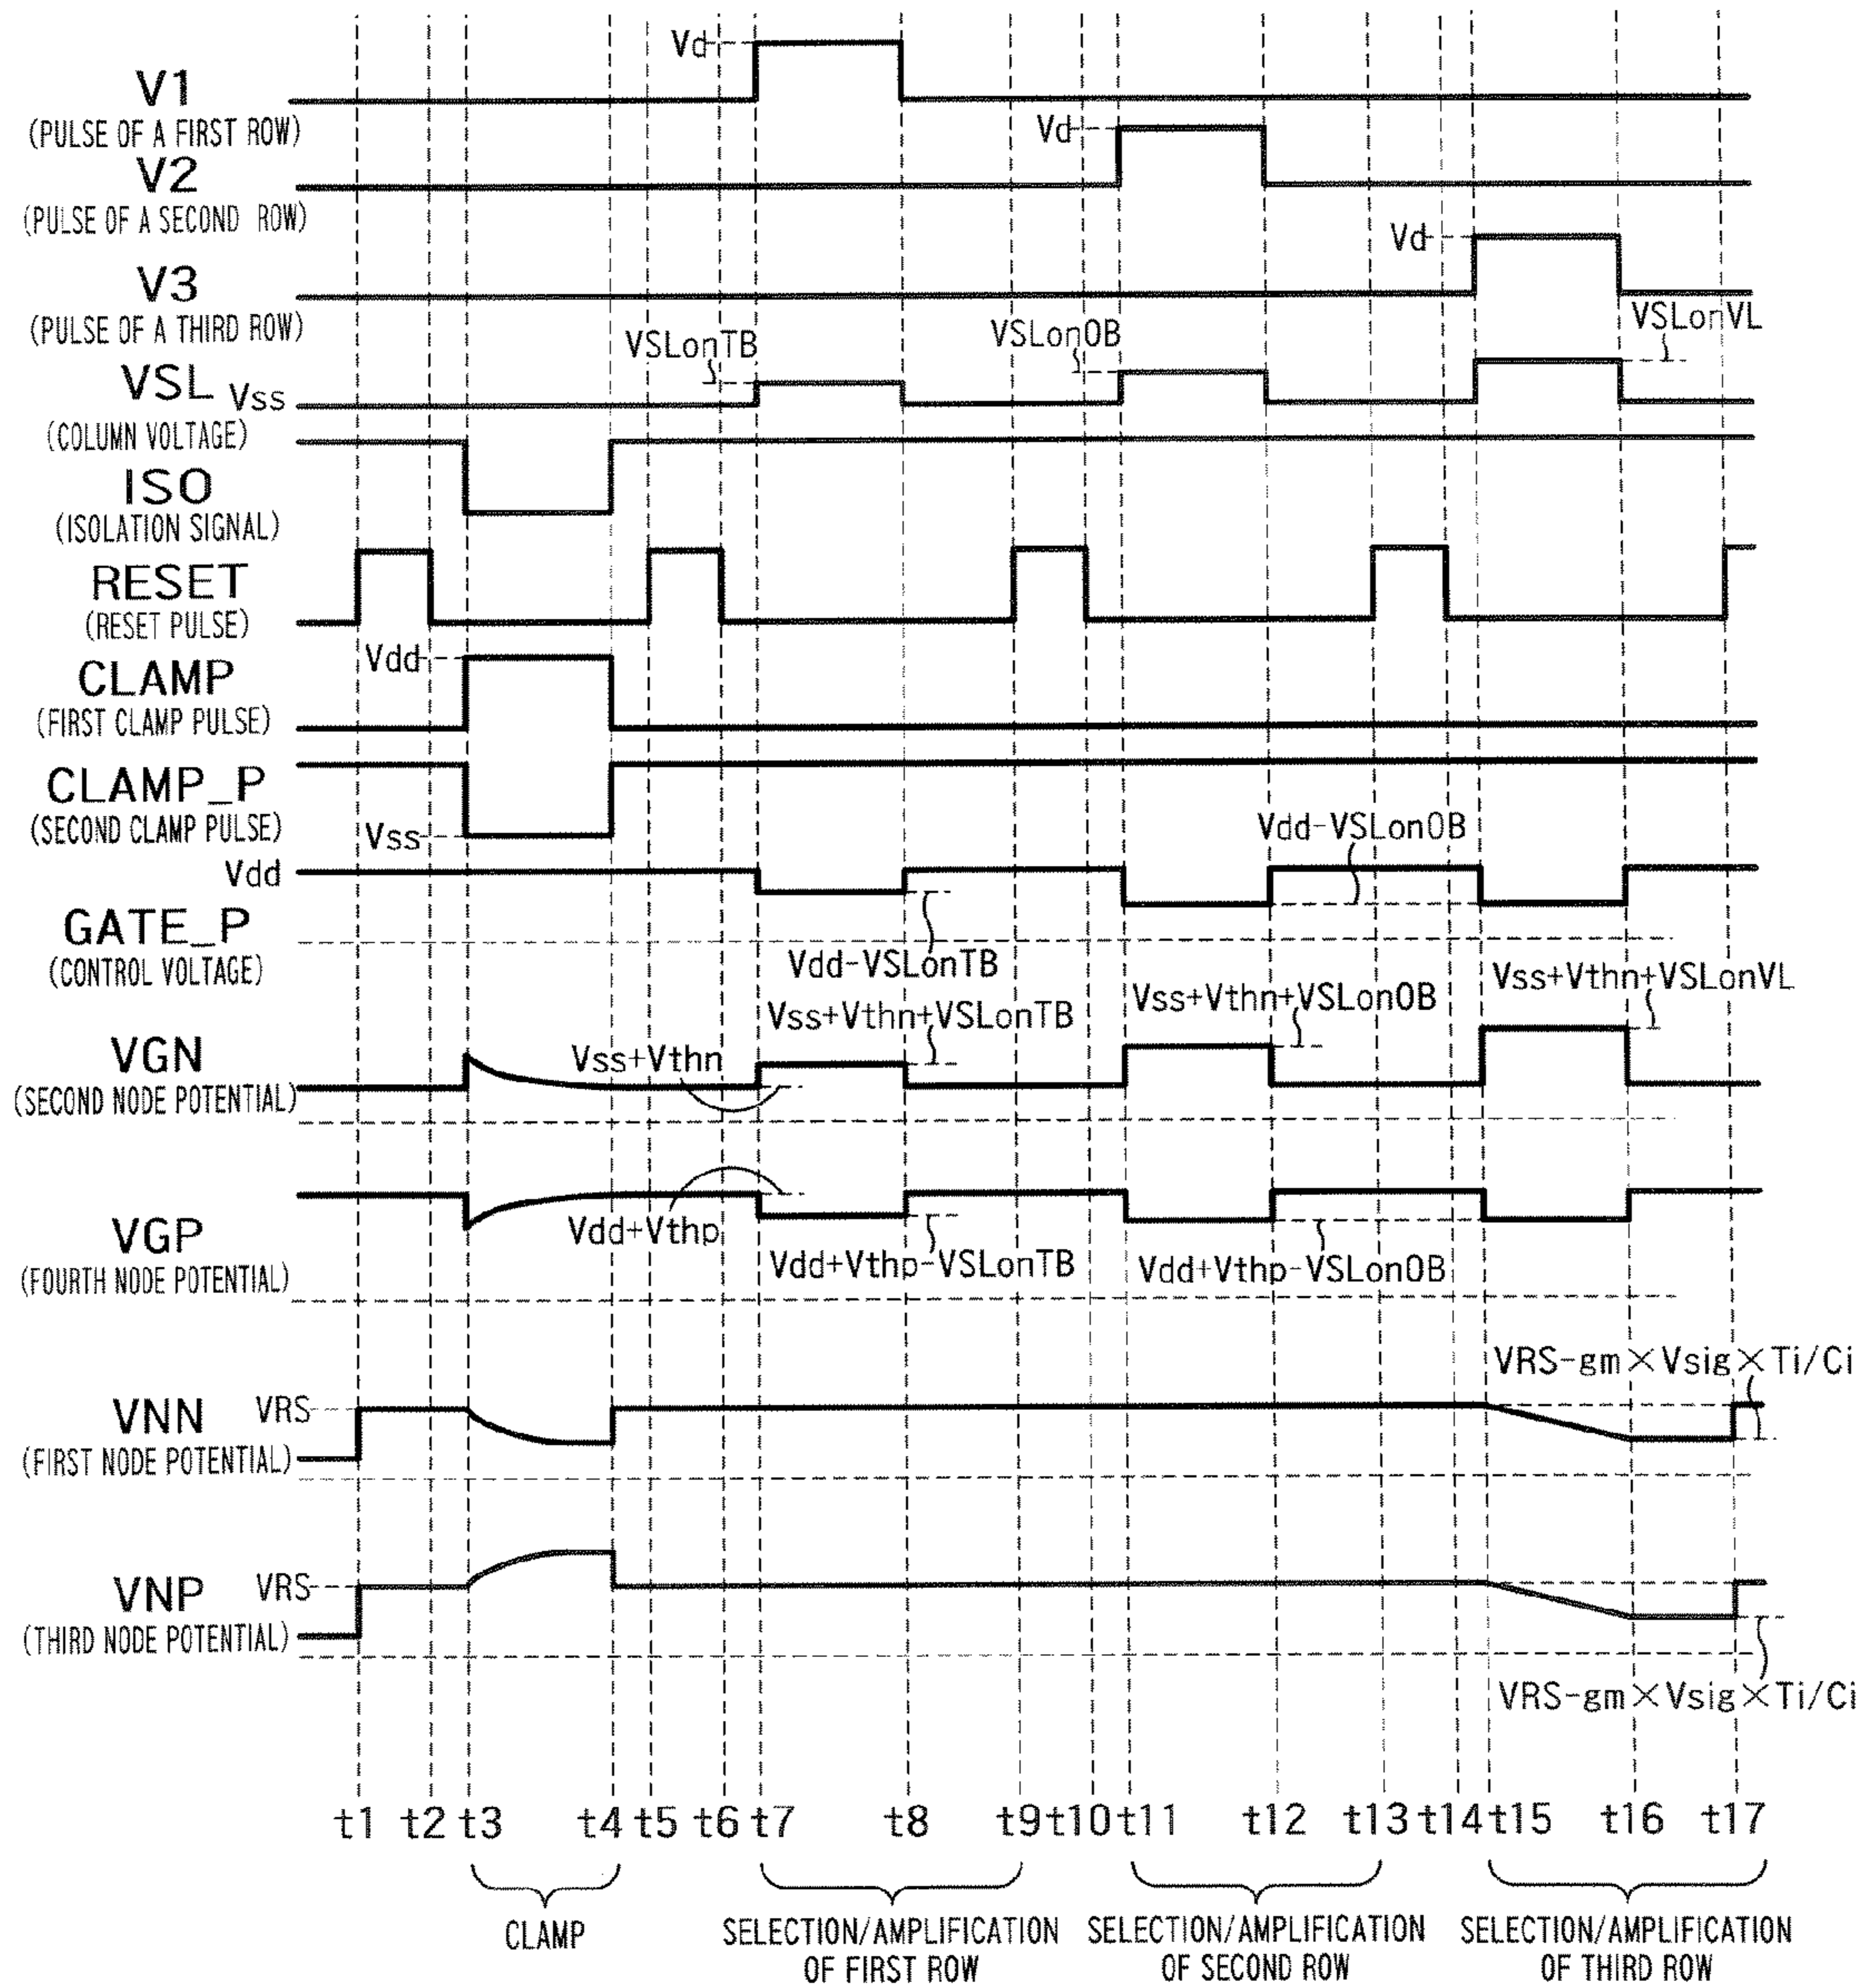 Vd
V1
(PULSE OF A FIRST ROW)
Vd
V2
(PULSE OF A SECOND ROW)
Vd
V3
(PULSE OF A THIRD ROW)
VSLonTB
VSLonOB
VSLonVL
VSL Vss
(COLUMN VOLTAGE)
ISO
(ISOLATION SIGNAL)
RESET
(RESET PULSE)
Vdd
CLAMP
(FIRST CLAMP PULSE)
CLAMP_P
(SECOND CLAMP PULSE)
Vss
Vdd-VSLonOB
Vdd
GATE_P
(CONTROL VOLTAGE)
Vdd-VSLonTB
Vss+Vthn+VSLonTB
Vss+Vthn+VSLonOB
Vss+Vthn+VSLonVL
VGN
(SECOND NODE POTENTIAL)
Vss+Vthn
VGP
(FOURTH NODE POTENTIAL)
Vdd+Vthp
Vdd+Vthp-VSLonTB
Vdd+Vthp-VSLonOB
VRS-gm×Vsig×Ti/Ci
VNN VRS
(FIRST NODE POTENTIAL)
VNP VRS
(THIRD NODE POTENTIAL)
VRS-gm×Vsig×Ti/Ci
t1 t2 t3 t4 t5 t6 t7 t8 t9 t10 t11 t12 t13 t14 t15 t16 t17
CLAMP
SELECTION/AMPLIFICATION
OF FIRST ROW
SELECTION/AMPLIFICATION
OF SECOND ROW
SELECTION/AMPLIFICATION
OF THIRD ROW